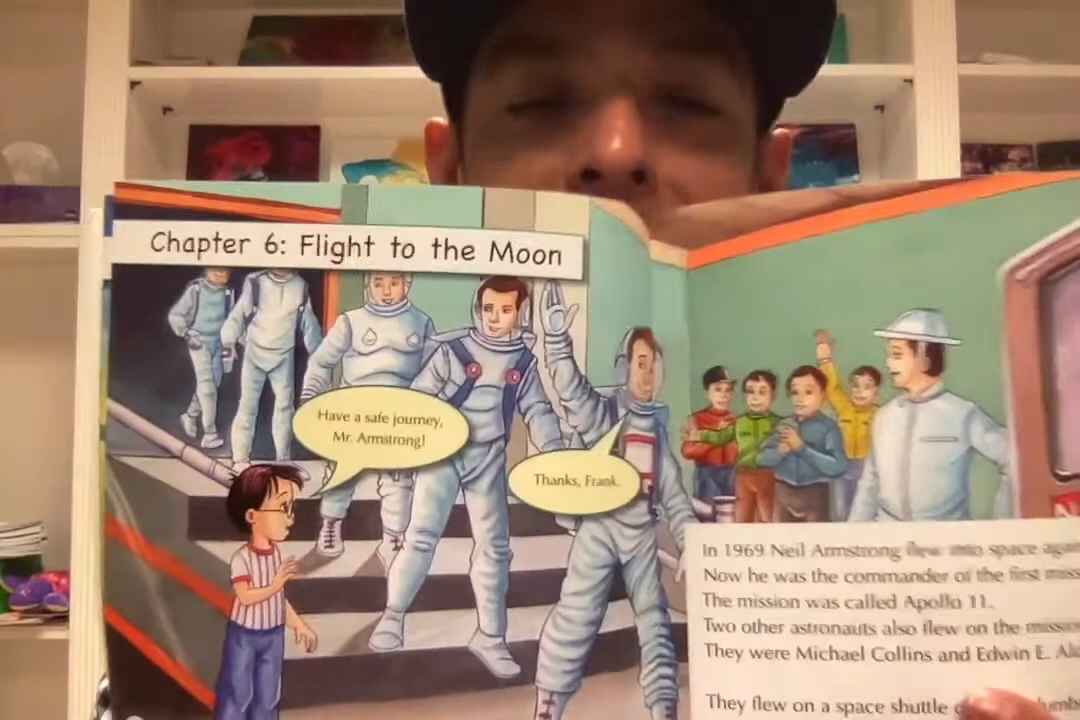 Chapter 6: Flight to the Moon
Have a safe journey,
Mr. Armstrong!
Thanks, Frank.
In 1969 Neil Armstrong flew into space
Now he was the commander of the first
The mission was called Apollo 11.
Two other astronauts also flew on the
They were Michael Collins and Edwin E.
They flew on a space shuttle